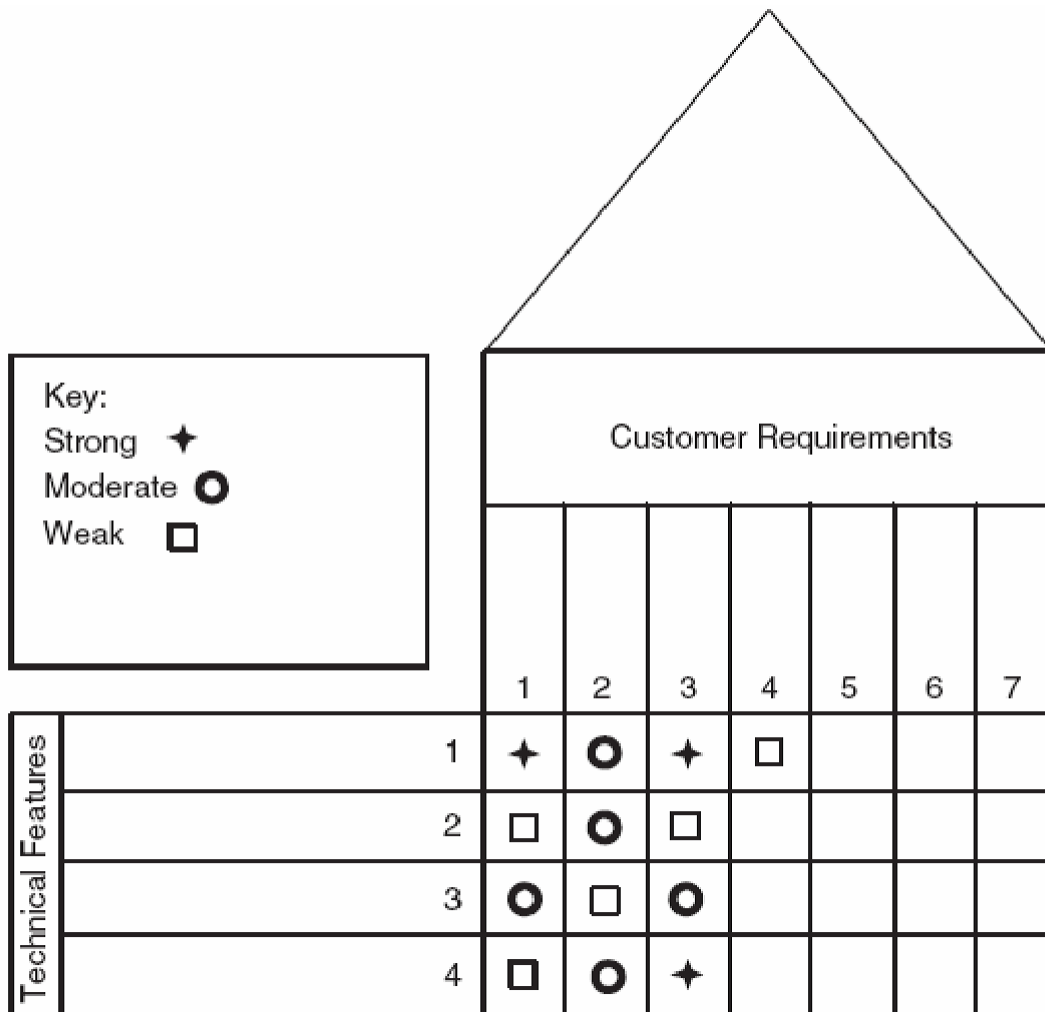 Key:
Strong
Moderate
Weak
Customer Requirements
1 2 3 4 5 6 7
Technical Features
1
2
3
4